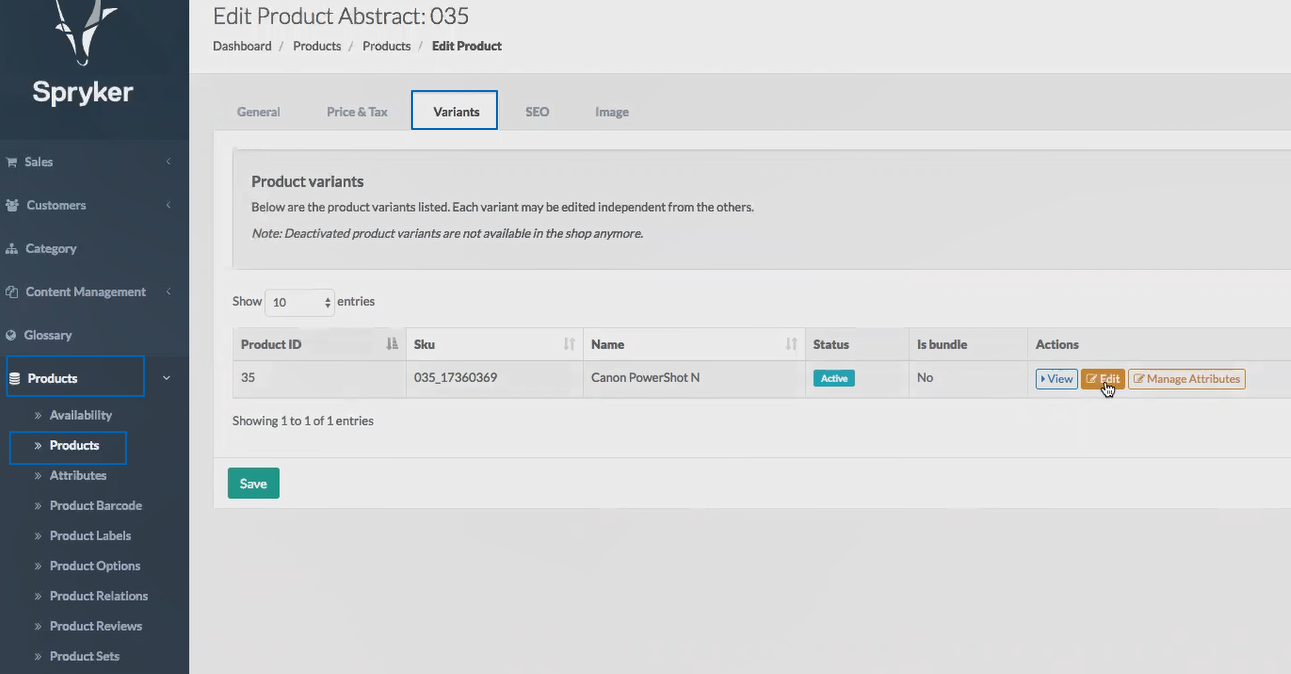 Edit Product Abstract: 035
Dashboard / Products / Products / Edit Product
Spryker
Sales
Customers
Category
Content Management
Glossary
Products
Availability
Products
Attributes
Product Barcode
Product Labels
Product Options
Product Relations
Product Reviews
Product Sets
General Price & Tax Variants SEO Image
Product variants
Below are the product variants listed. Each variant may be edited independent from the others.
Note: Deactivated product variants are not available in the shop anymore.
Show 10 entries
Product ID Sku Name Status Is bundle Actions
35 035_17360369 Canon PowerShot N Active No View Edit Manage Attributes
Showing 1 to 1 of 1 entries
Save